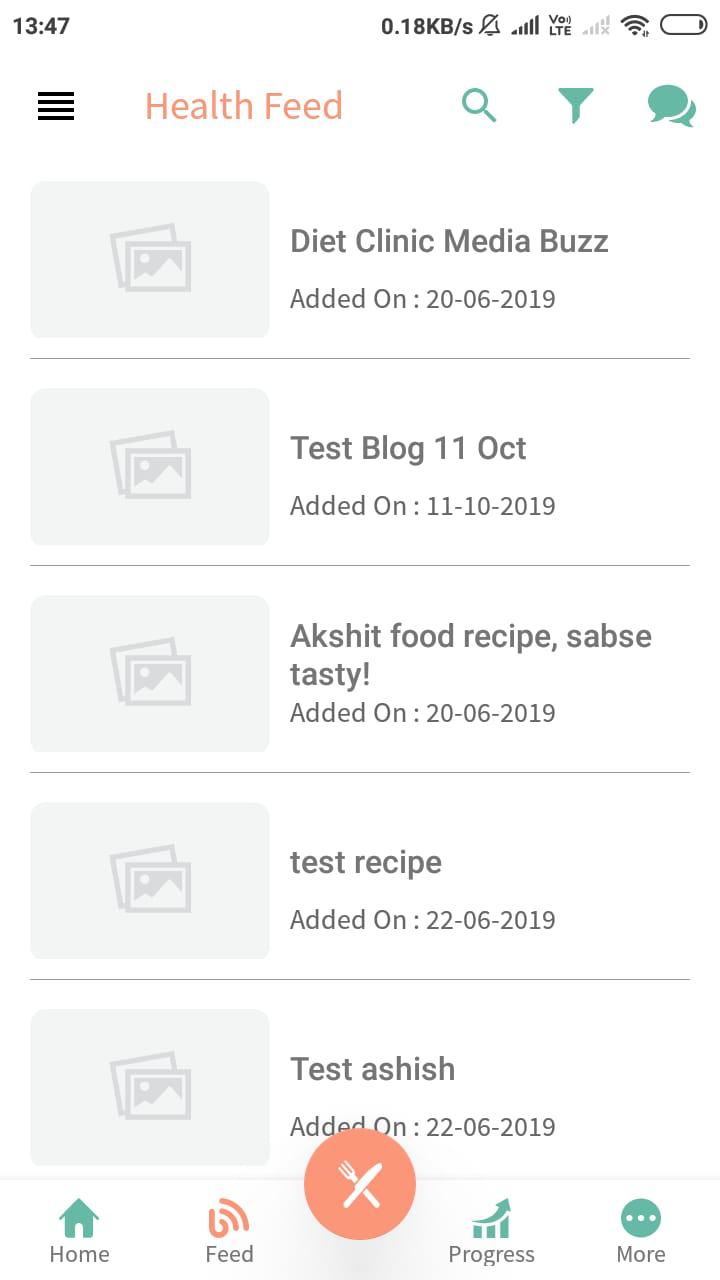 13:47 0.18KB/s Vo)) LTE
Health Feed
Diet Clinic Media Buzz
Added On : 20-06-2019
Test Blog 11 Oct
Added On : 11-10-2019
Akshit food recipe, sabse
tasty!
Added On : 20-06-2019
test recipe
Added On : 22-06-2019
Test ashish
Added On : 22-06-2019
Home Feed Progress More